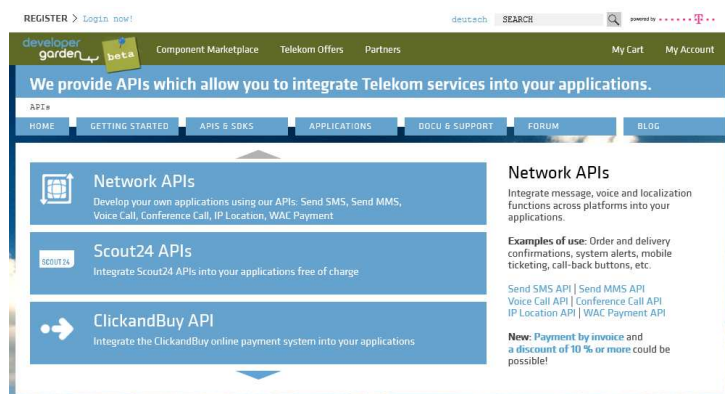 REGISTER > Login now!
deutsch SEARCH powered by T
developer garden beta
Component Marketplace Telekom Offers Partners My Cart My Account
We provide APIs which allow you to integrate Telekom services into your applications.
APIs
HOME GETTING STARTED APIS & SDKS APPLICATIONS DOCU & SUPPORT FORUM BLOG
Network APIs
Develop your own applications using our APIs: Send SMS, Send MMS,
Voice Call, Conference Call, IP Location, WAC Payment
SCOUT24
Scout24 APIs
Integrate Scout24 APIs into your applications free of charge
ClickandBuy API
Integrate the ClickandBuy online payment system into your applications
Network APIs
Integrate message, voice and localization
functions across platforms into your
applications.
Examples of use: Order and delivery
confirmations, system alerts, mobile
ticketing, call-back buttons, etc.
Send SMS API | Send MMS API
Voice Call API | Conference Call API
IP Location API | WAC Payment API
New: Payment by invoice and
a discount of 10 % or more could be
possible!